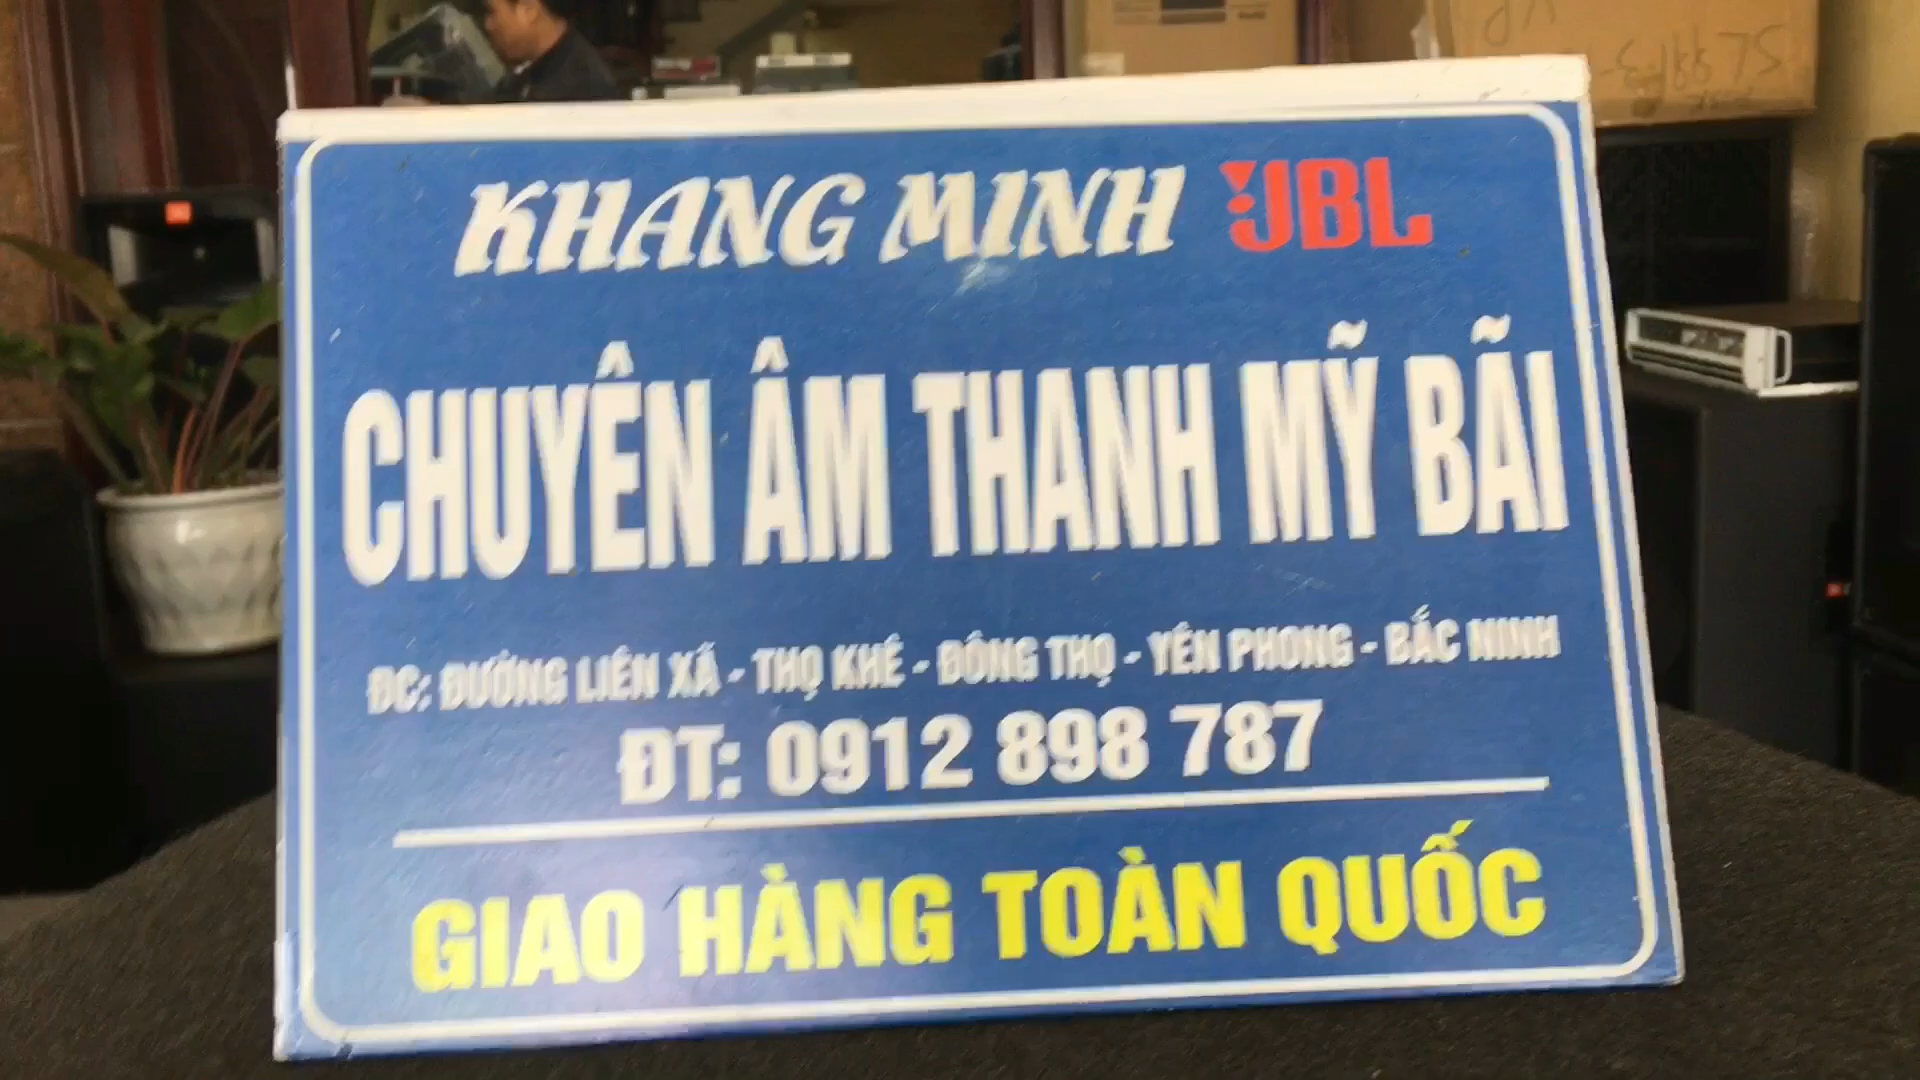 KHANG MINH JBL
CHUYÊN ÂM THANH MỸ BÃI
ĐC: ĐƯỜNG LIÊN XÃ - THỌ KHÊ - ĐÔNG THỌ - YÊN PHONG - BẮC NINH
ĐT: 0912 898 787
GIAO HÀNG TOÀN QUỐC